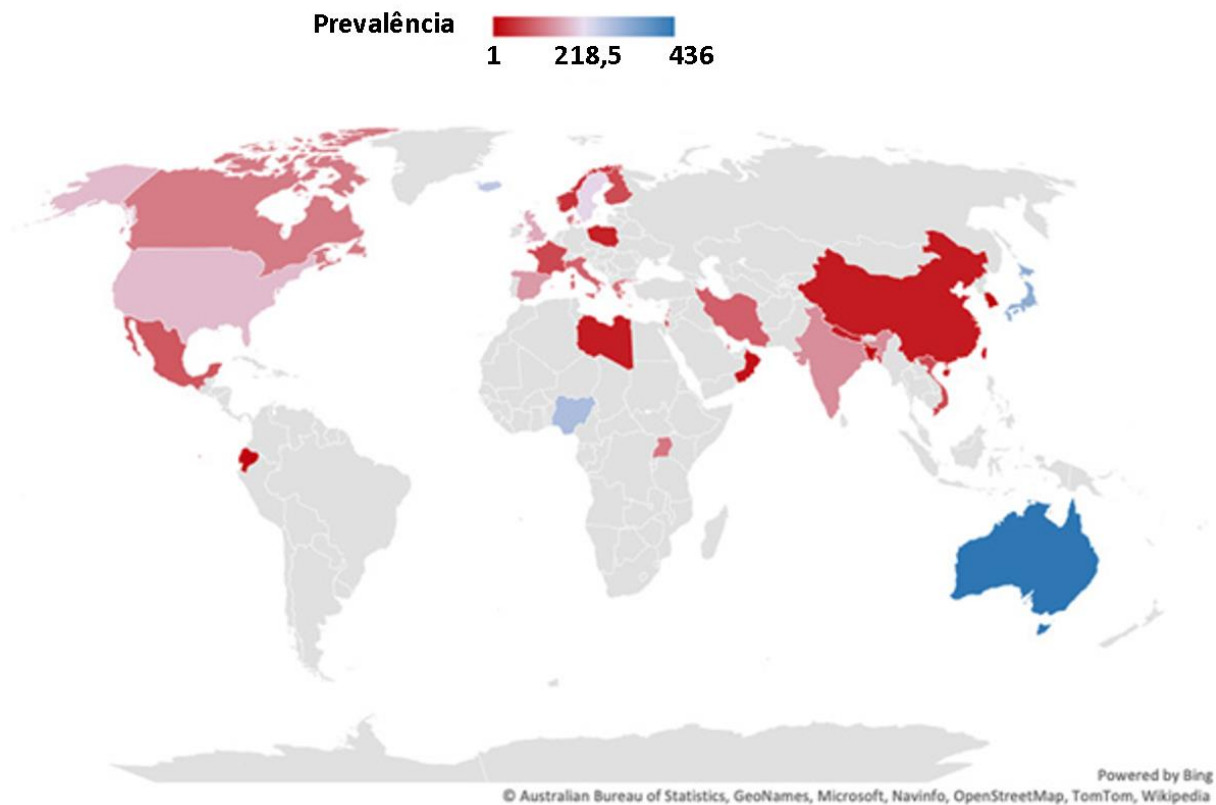 Prevalência
1 218,5 436
Powered by Bing
© Australian Bureau of Statistics, GeoNames, Microsoft, Navinfo, OpenStreetMap, TomTom, Wikipedia